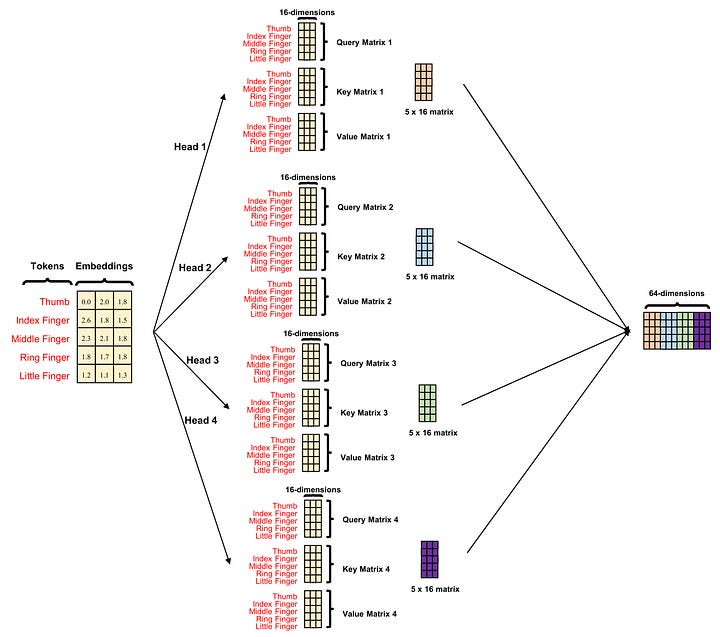 16-dimensions
Thumb
Index Finger
Middle Finger
Ring Finger
Little Finger
Query Matrix 1
Thumb
Index Finger
Middle Finger
Ring Finger
Little Finger
Key Matrix 1
5 x 16 matrix
Thumb
Index Finger
Middle Finger
Ring Finger
Little Finger
Value Matrix 1
Head 1
16-dimensions
Thumb
Index Finger
Middle Finger
Ring Finger
Little Finger
Query Matrix 2
Thumb
Index Finger
Middle Finger
Ring Finger
Little Finger
Key Matrix 2
5 x 16 matrix
Thumb
Index Finger
Middle Finger
Ring Finger
Little Finger
Value Matrix 2
Head 2
Tokens Embeddings
Thumb 0.0 2.0 1.8
Index Finger 2.6 1.8 1.5
Middle Finger 2.3 2.1 1.8
Ring Finger 1.8 1.7 1.8
Little Finger 1.2 1.1 1.3
64-dimensions
Head 3
16-dimensions
Thumb
Index Finger
Middle Finger
Ring Finger
Little Finger
Query Matrix 3
Thumb
Index Finger
Middle Finger
Ring Finger
Little Finger
Key Matrix 3
5 x 16 matrix
Thumb
Index Finger
Middle Finger
Ring Finger
Little Finger
Value Matrix 3
Head 4
16-dimensions
Thumb
Index Finger
Middle Finger
Ring Finger
Little Finger
Query Matrix 4
Thumb
Index Finger
Middle Finger
Ring Finger
Little Finger
Key Matrix 4
5 x 16 matrix
Thumb
Index Finger
Middle Finger
Ring Finger
Little Finger
Value Matrix 4